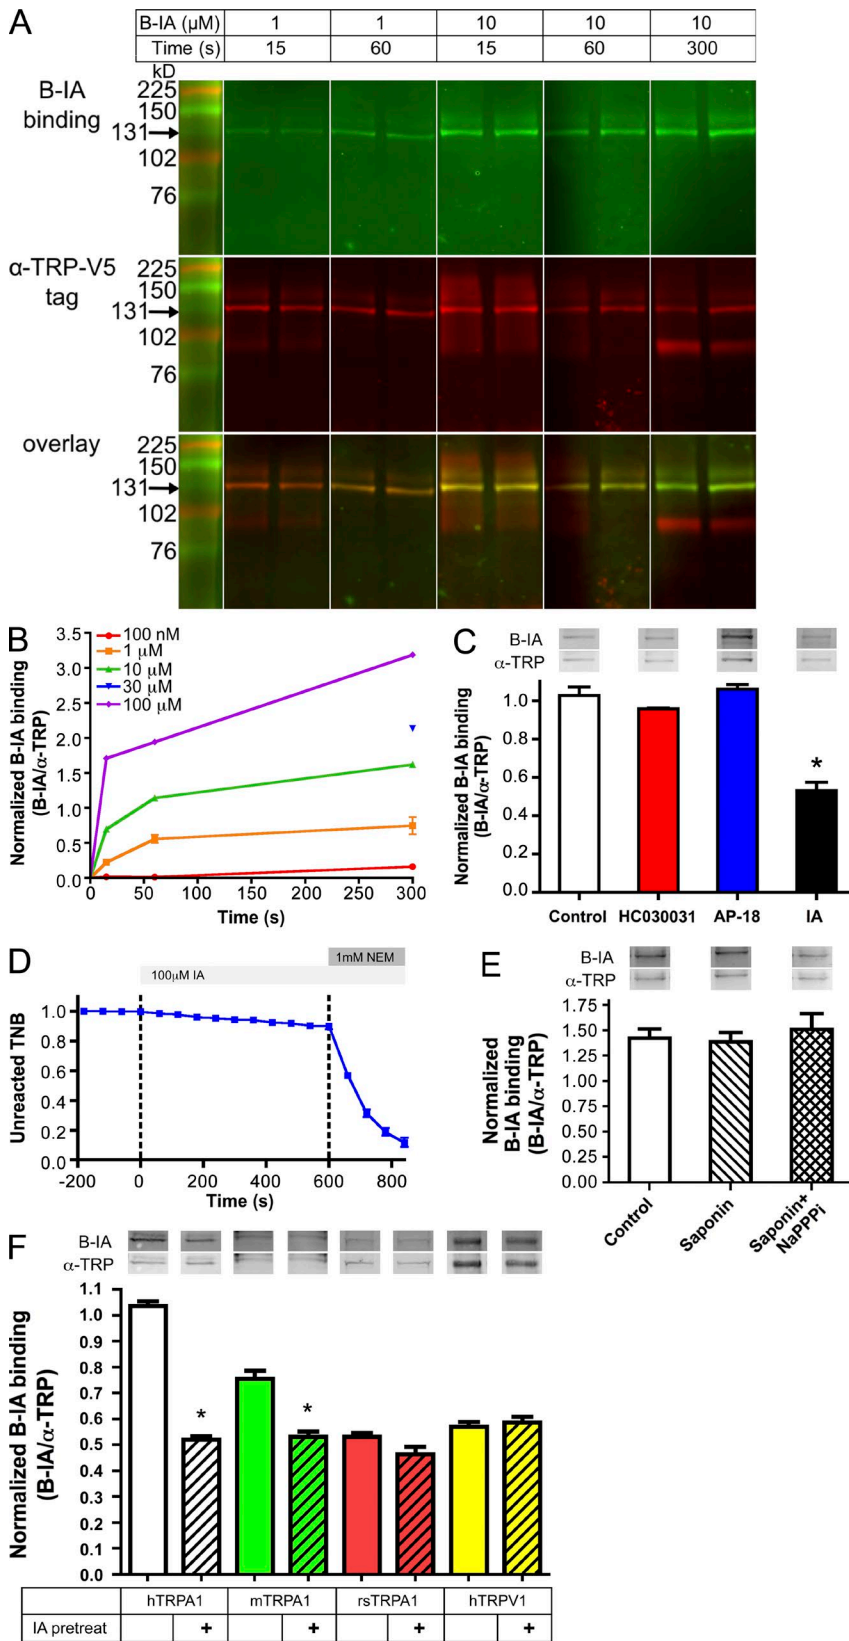 A
B-IA (µM) 1 1 10 10 10
Time (s) 15 60 15 60 300
kD
B-IA binding
225
150
131
102
76
α-TRP-V5 tag
225
150
131
102
76
overlay
225
150
131
102
76
B
Normalized B-IA binding
(B-IA/α-TRP)
3.5
3.0
2.5
2.0
1.5
1.0
0.5
0.0
100 nM
1 µM
10 µM
30 µM
100 µM
0 50 100 150 200 250 300
Time (s)
C
B-IA
α-TRP
Normalized B-IA binding
(B-IA/α-TRP)
1.0
0.8
0.6
0.4
0.2
0.0
*
Control HC030031 AP-18 IA
D
1mM NEM
100µM IA
Unreacted TNB
1.0
0.8
0.6
0.4
0.2
0.0
-200 0 200 400 600 800
Time (s)
E
B-IA
α-TRP
Normalized
B-IA binding
(B-IA/α-TRP)
1.75
1.50
1.25
1.00
0.75
0.50
0.25
0.00
Control
Saponin
Saponin+
NaPPPi
F
B-IA
α-TRP
Normalized B-IA binding
(B-IA/α-TRP)
1.1
1.0
0.9
0.8
0.7
0.6
0.5
0.4
0.3
0.2
0.1
0.0
* *
hTRPA1 mTRPA1 rsTRPA1 hTRPV1
IA pretreat + + + +